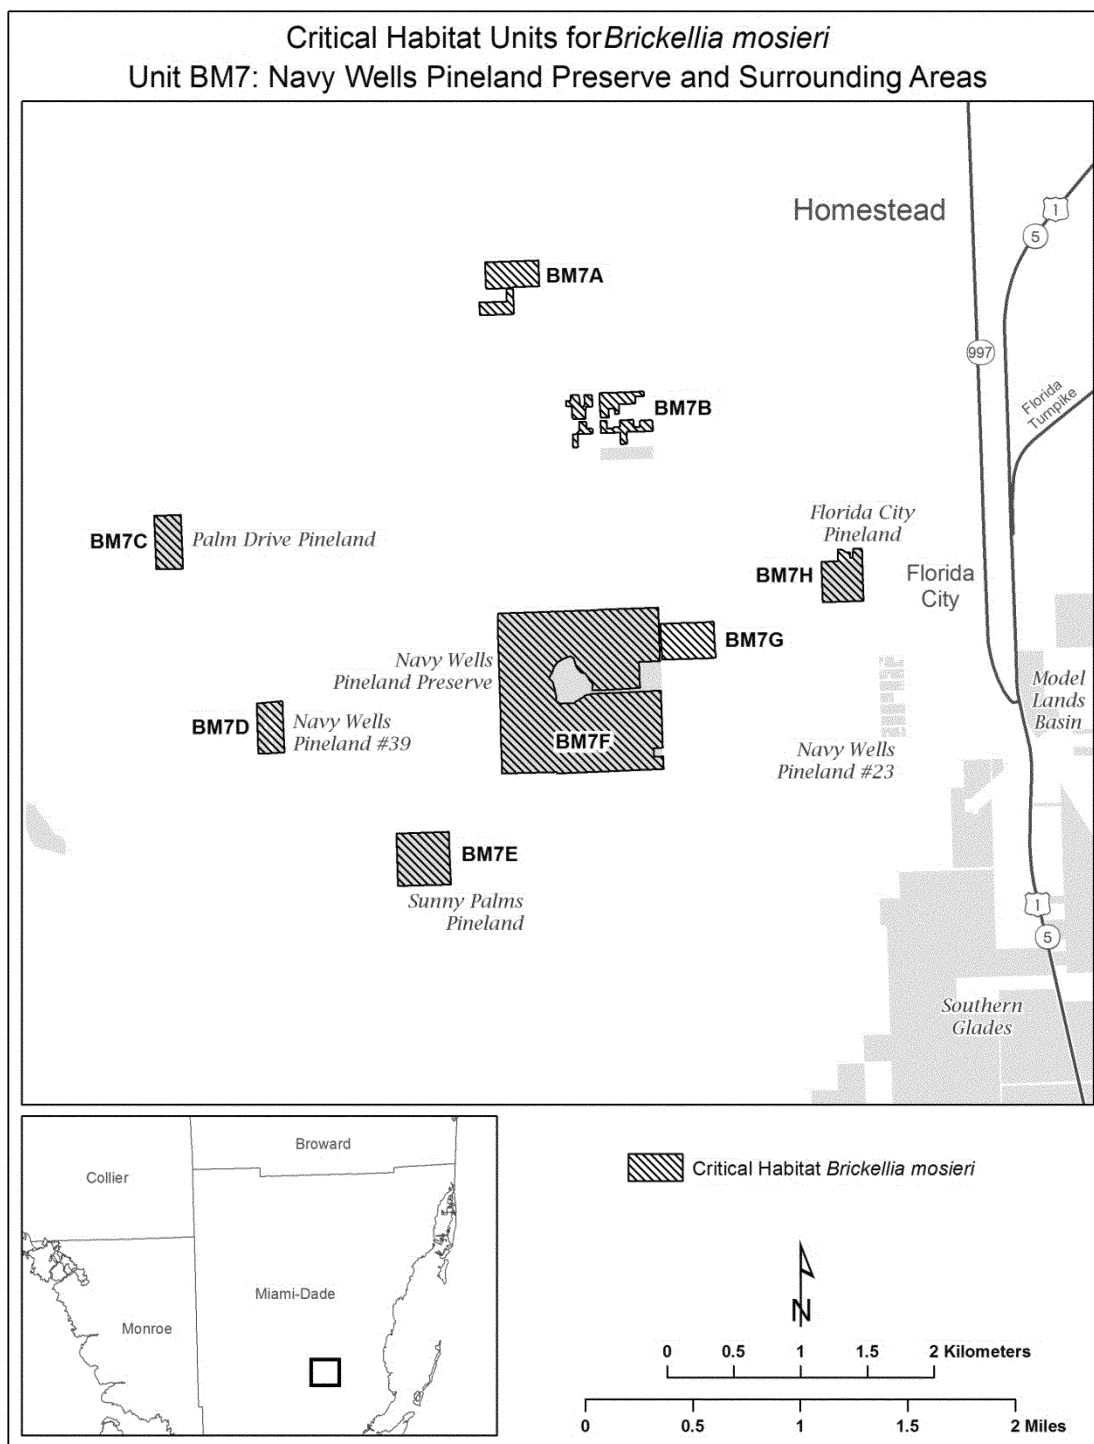 Critical Habitat Units for Brickellia mosieri
Unit BM7: Navy Wells Pineland Preserve and Surrounding Areas
Homestead
1
5
BM7A
997
Florida
Turnpike
BM7B
Florida City
Pineland
BM7C
Palm Drive Pineland
BM7H
Florida
City
BM7G
Navy Wells
Pineland Preserve
Model
Lands
Basin
BM7D
Navy Wells
Pineland #39
BM7F
Navy Wells
Pineland #23
BM7E
Sunny Palms
Pineland
1
5
Southern
Glades
Broward
Collier
Miami-Dade
Monroe
Critical Habitat Brickellia mosieri
N
0 0.5 1 1.5 2 Kilometers
0 0.5 1 1.5 2 Miles